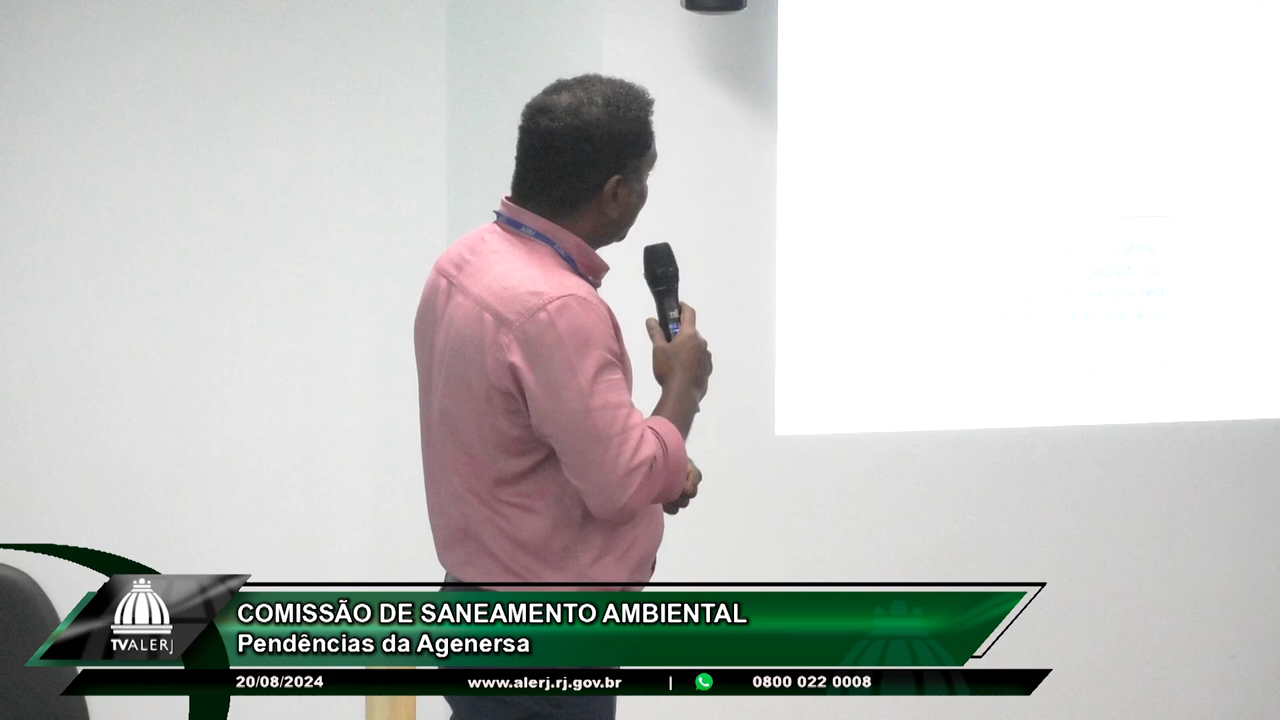 COMISSÃO DE SANEAMENTO AMBIENTAL
Pendências da Agenersa
TVALERJ
20/08/2024 www.alerj.rj.gov.br | 0800 022 0008